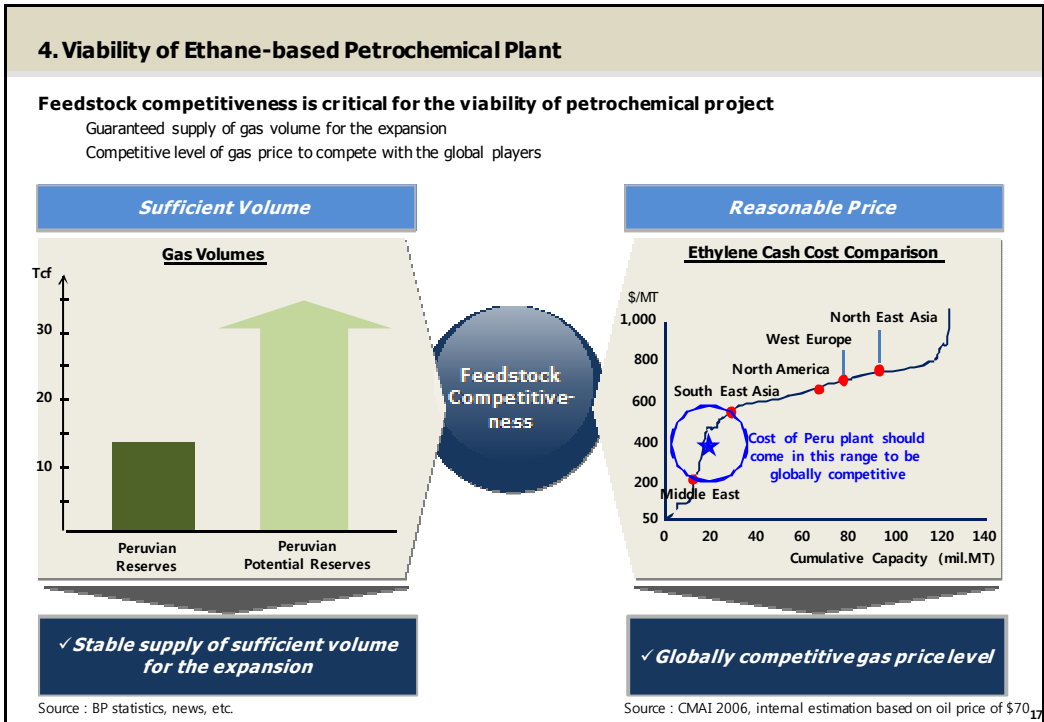 4. Viability of Ethane-based Petrochemical Plant
Feedstock competitiveness is critical for the viability of petrochemical project
Guaranteed supply of gas volume for the expansion
Competitive level of gas price to compete with the global players
Sufficient Volume
Gas Volumes
Tcf
30
20
10
Peruvian
Reserves
Peruvian
Potential Reserves
✓Stable supply of sufficient volume
for the expansion
Source : BP statistics, news, etc.
Feedstock
Competitive-
ness
Reasonable Price
Ethylene Cash Cost Comparison
$/MT
1,000
800
600
400
200
50
North East Asia
West Europe
North America
South East Asia
Cost of Peru plant should
come in this range to be
globally competitive
Middle East
0 20 40 60 80 100 120 140
Cumulative Capacity (mil.MT)
✓Globally competitive gas price level
Source : CMAI 2006, internal estimation based on oil price of $70
17